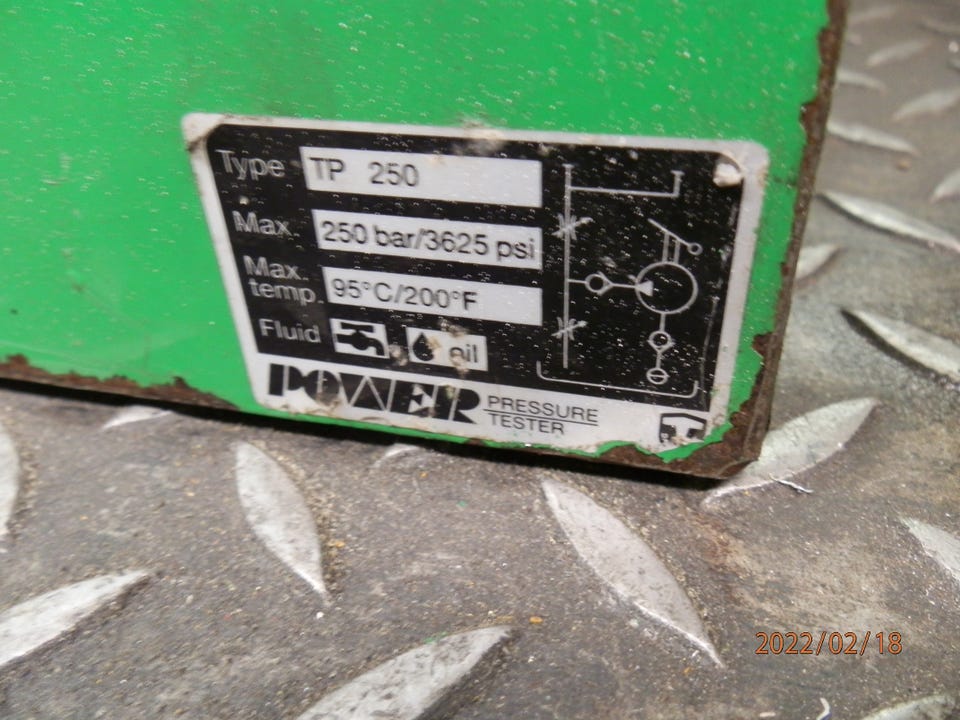 Type TP 250
Max. 250 bar/3625 psi
Max. temp. 95°C/200°F
Fluid oil
POWER PRESSURE TESTER
2022/02/18